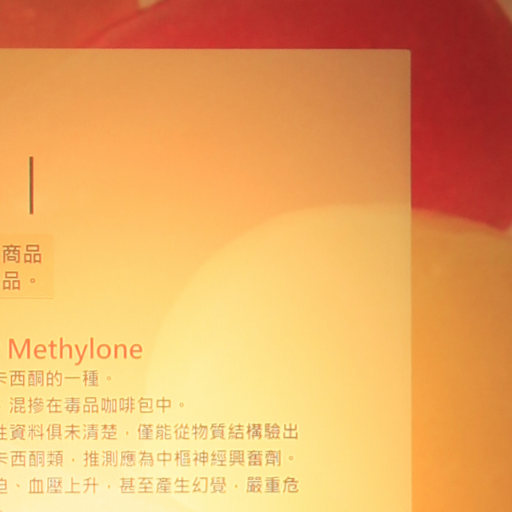 商品
品。
Methylone
卡西酮的一種。
混摻在毒品咖啡包中。
性資料俱未清楚，僅能從物質結構驗出
卡西酮類，推測應為中樞神經興奮劑。
迫、血壓上升，甚至產生幻覺，嚴重危